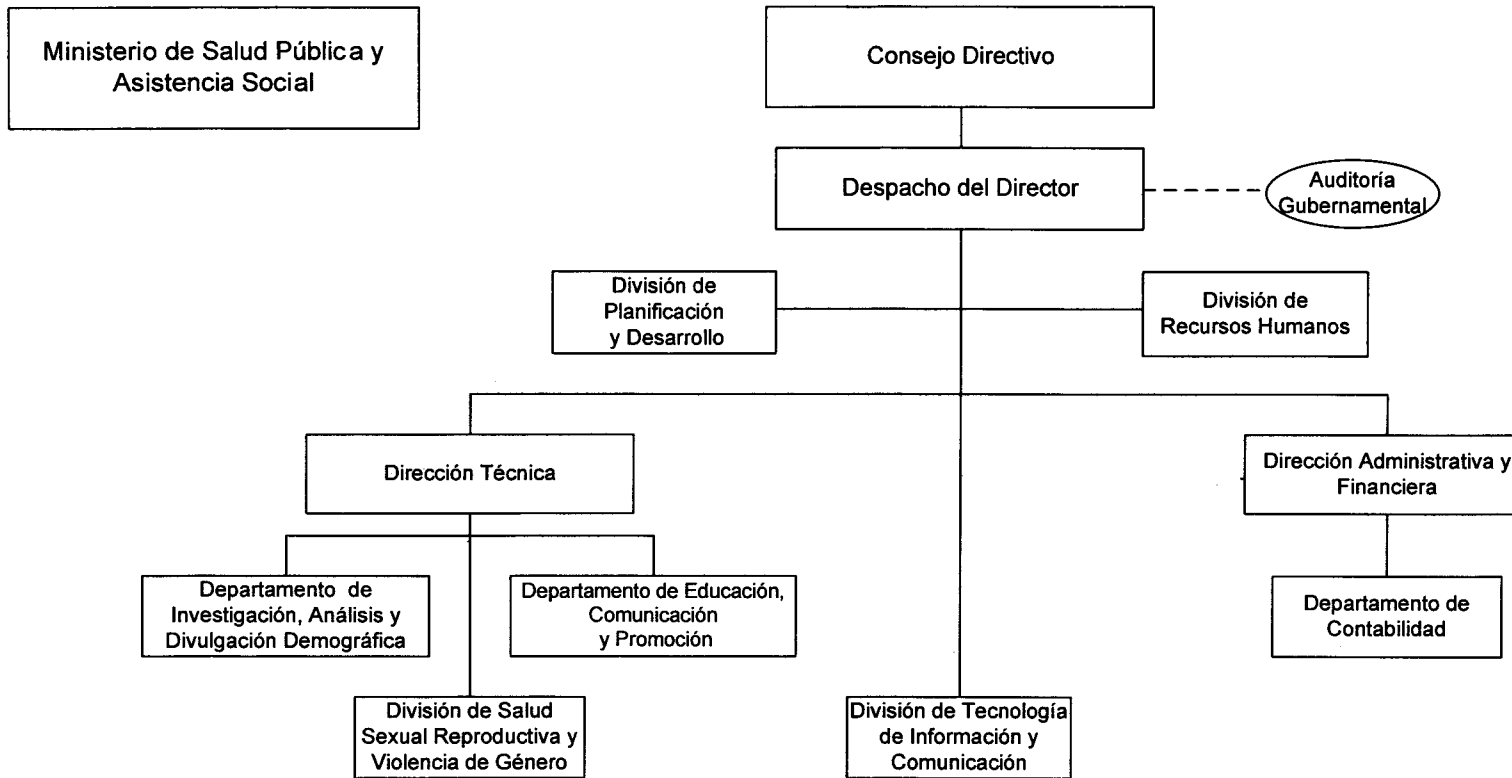 Ministerio de Salud Pública y
Asistencia Social
Consejo Directivo
Despacho del Director
Auditoría
Gubernamental
División de
Planificación
y Desarrollo
División de
Recursos Humanos
Dirección Técnica
Dirección Administrativa y
Financiera
Departamento de
Investigación, Análisis y
Divulgación Demográfica
Departamento de Educación,
Comunicación
y Promoción
Departamento de
Contabilidad
División de Salud
Sexual Reproductiva y
Violencia de Género
División de Tecnología
de Información y
Comunicación